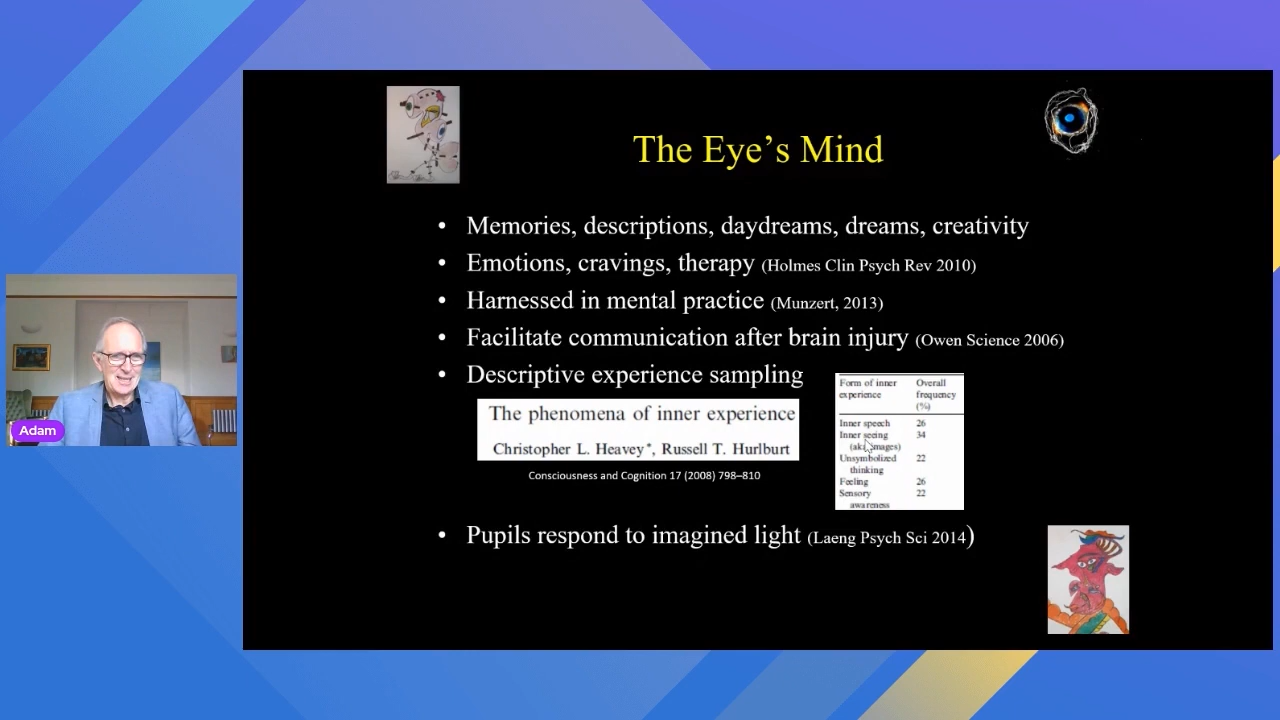 The Eye’s Mind
• Memories, descriptions, daydreams, dreams, creativity
• Emotions, cravings, therapy (Holmes Clin Psych Rev 2010)
• Harnessed in mental practice (Munzert, 2013)
• Facilitate communication after brain injury (Owen Science 2006)
• Descriptive experience sampling
The phenomena of inner experience
Christopher L. Heavey*, Russell T. Hurlburt
Consciousness and Cognition 17 (2008) 798–810
Form of inner experience Overall frequency (%)
Inner speech 26
Inner seeing (aka images) 34
Unsymbolized thinking 22
Feeling 26
Sensory awareness 22
• Pupils respond to imagined light (Laeng Psych Sci 2014)
Adam